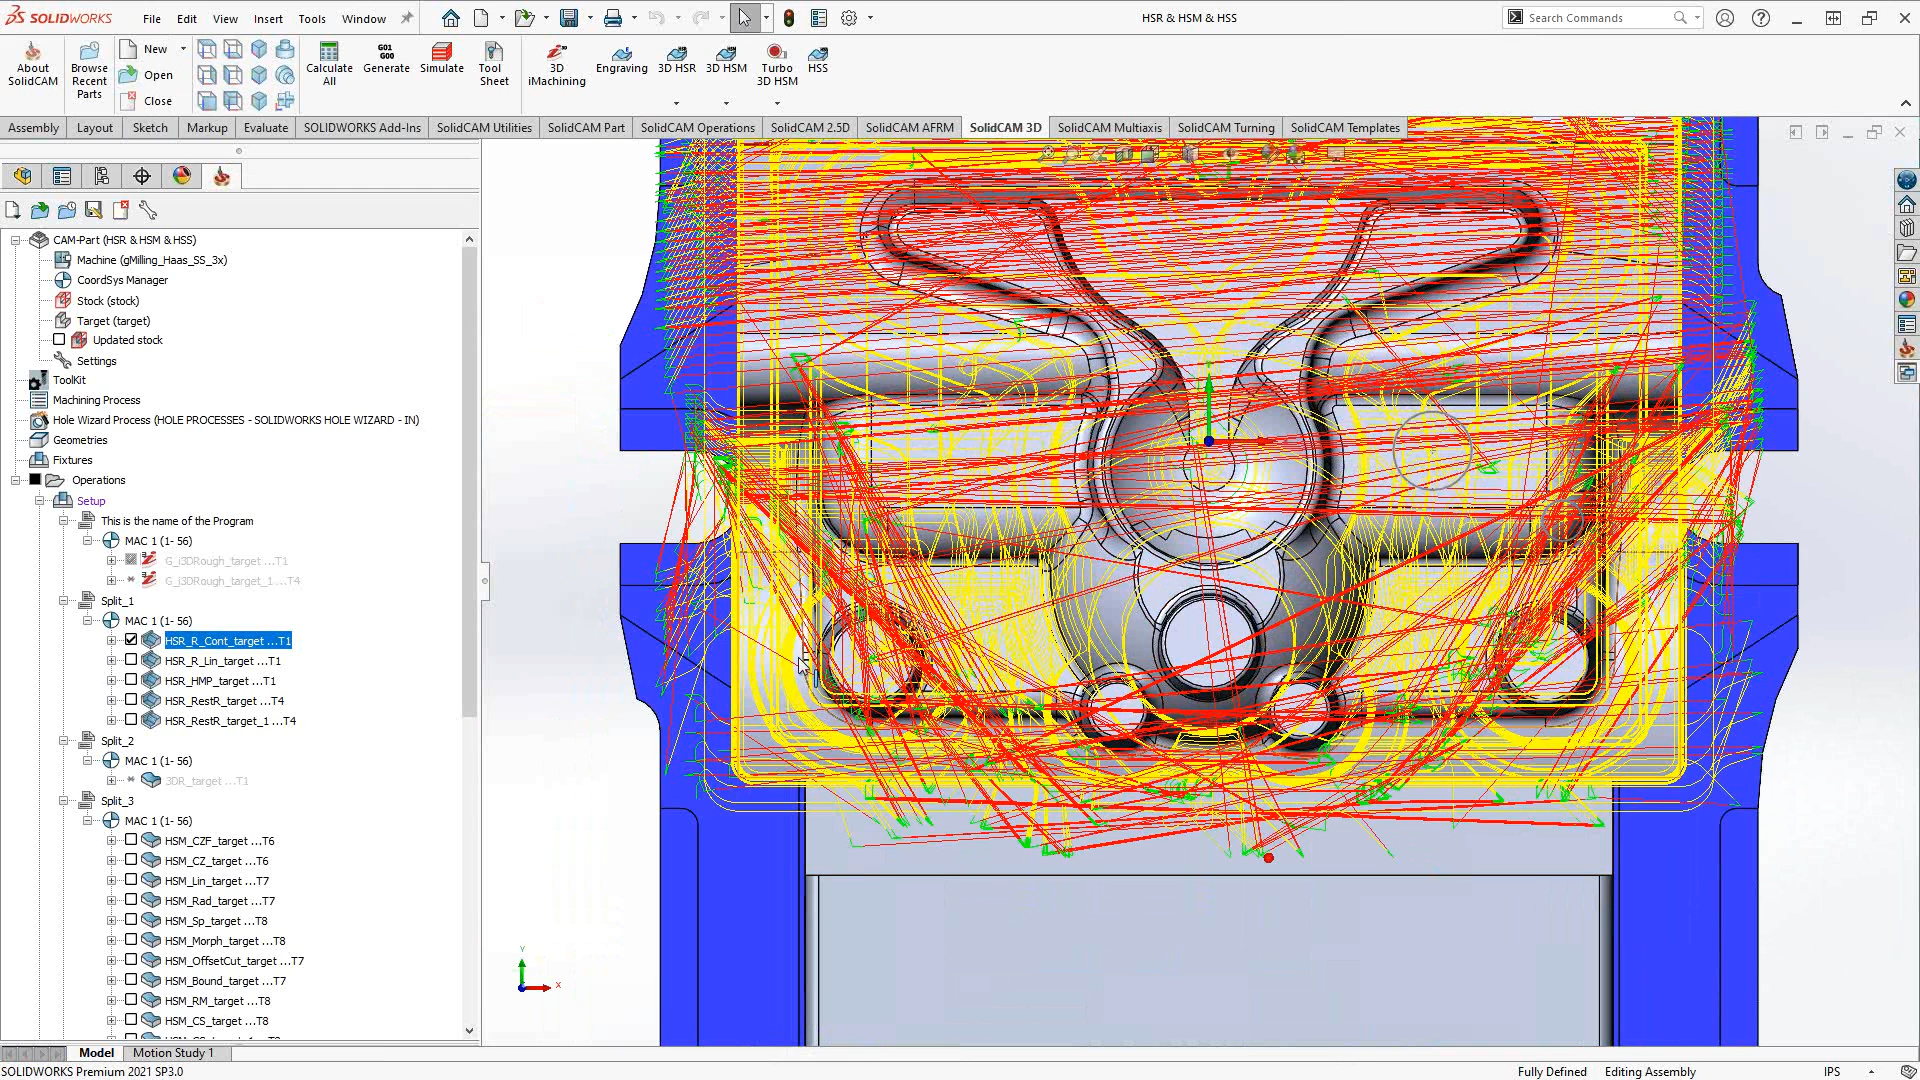 SOLIDWORKS
File Edit View Insert Tools Window
HSR & HSM & HSS
Search Commands
About SolidCAM
Browse Recent Parts
New
Open
Close
Calculate All
G01 G00
Generate
Simulate
Tool Sheet
3D iMachining
Engraving
3D HSR
3D HSM
Turbo 3D HSM
HSS
Assembly Layout Sketch Markup Evaluate SOLIDWORKS Add-Ins SolidCAM Utilities SolidCAM Part SolidCAM Operations SolidCAM 2.5D SolidCAM AFRM SolidCAM 3D SolidCAM Multiaxis SolidCAM Turning SolidCAM Templates
CAM-Part (HSR & HSM & HSS)
Machine (gMilling_Haas_SS_3x)
CoordSys Manager
Stock (stock)
Target (target)
Updated stock
Settings
ToolKit
Machining Process
Hole Wizard Process (HOLE PROCESSES - SOLIDWORKS HOLE WIZARD - IN)
Geometries
Fixtures
Operations
Setup
This is the name of the Program
MAC 1 (1- 56)
G_i3DRough_target ...T1
G_i3DRough_target_1 ...T4
Split_1
MAC 1 (1- 56)
HSR_R_Cont_target ...T1
HSR_R_Lin_target ...T1
HSR_HMP_target ...T1
HSR_RestR_target ...T4
HSR_RestR_target_1 ...T4
Split_2
MAC 1 (1- 56)
3DR_target ...T1
Split_3
MAC 1 (1- 56)
HSM_CZF_target ...T6
HSM_CZ_target ...T6
HSM_Lin_target ...T7
HSM_Rad_target ...T7
HSM_Sp_target ...T8
HSM_Morph_target ...T8
HSM_OffsetCut_target ...T7
HSM_Bound_target ...T7
HSM_RM_target ...T8
HSM_CS_target ...T8
Y
X
Model Motion Study 1
SOLIDWORKS Premium 2021 SP3.0
Fully Defined Editing Assembly IPS